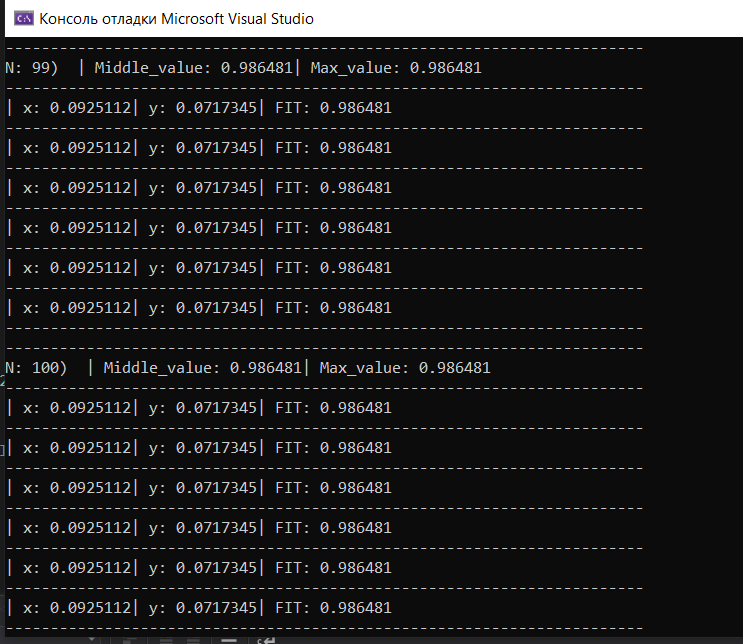 C:\ Консоль отладки Microsoft Visual Studio
-----------------------------------------------------------------------
N: 99)  | Middle_value: 0.986481| Max_value: 0.986481
-----------------------------------------------------------------------
| x: 0.0925112| y: 0.0717345| FIT: 0.986481
-----------------------------------------------------------------------
| x: 0.0925112| y: 0.0717345| FIT: 0.986481
-----------------------------------------------------------------------
| x: 0.0925112| y: 0.0717345| FIT: 0.986481
-----------------------------------------------------------------------
| x: 0.0925112| y: 0.0717345| FIT: 0.986481
-----------------------------------------------------------------------
| x: 0.0925112| y: 0.0717345| FIT: 0.986481
-----------------------------------------------------------------------
| x: 0.0925112| y: 0.0717345| FIT: 0.986481
-----------------------------------------------------------------------
-----------------------------------------------------------------------
N: 100)  | Middle_value: 0.986481| Max_value: 0.986481
-----------------------------------------------------------------------
| x: 0.0925112| y: 0.0717345| FIT: 0.986481
-----------------------------------------------------------------------
| x: 0.0925112| y: 0.0717345| FIT: 0.986481
-----------------------------------------------------------------------
| x: 0.0925112| y: 0.0717345| FIT: 0.986481
-----------------------------------------------------------------------
| x: 0.0925112| y: 0.0717345| FIT: 0.986481
-----------------------------------------------------------------------
| x: 0.0925112| y: 0.0717345| FIT: 0.986481
-----------------------------------------------------------------------
| x: 0.0925112| y: 0.0717345| FIT: 0.986481
-----------------------------------------------------------------------